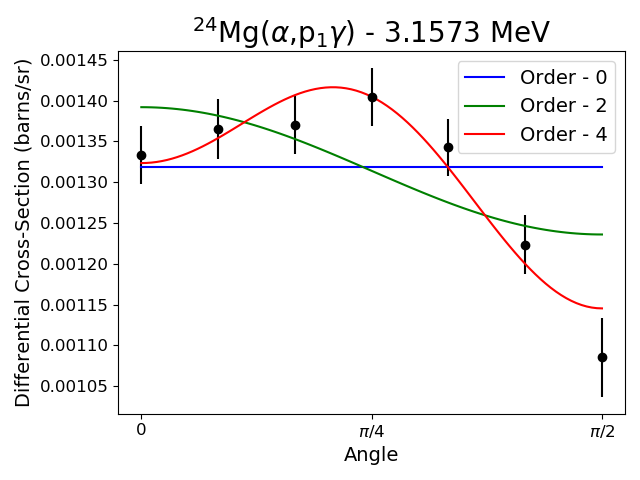 ²⁴Mg(α,p₁γ) - 3.1573 MeV
Differential Cross-Section (barns/sr)
0.00145
0.00140
0.00135
0.00130
0.00125
0.00120
0.00115
0.00110
0.00105
Order - 0
Order - 2
Order - 4
0
π/4
π/2
Angle